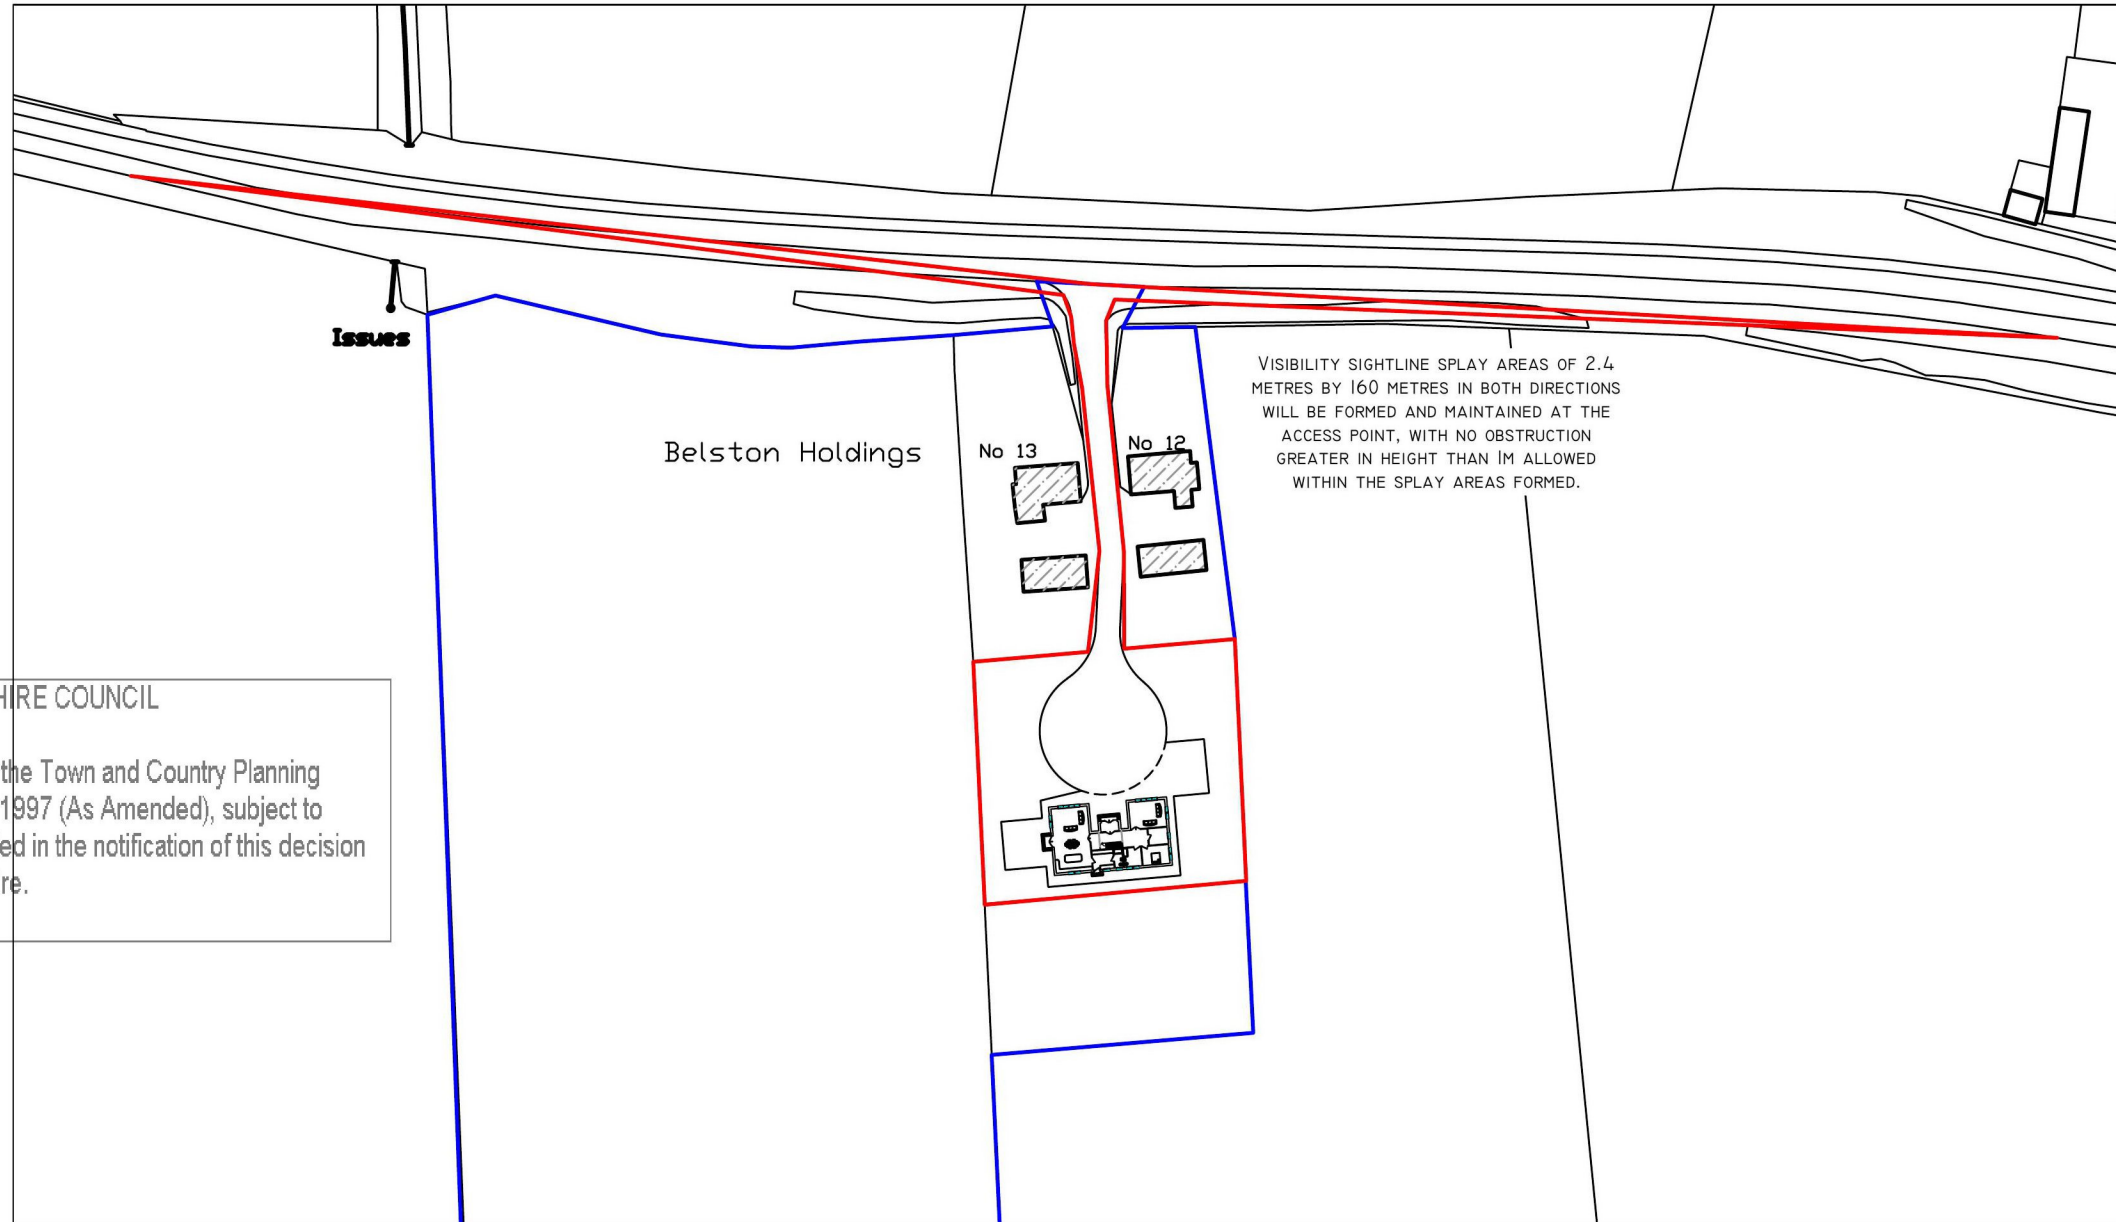 Issues
Belston Holdings
No 13
No 12
VISIBILITY SIGHTLINE SPLAY AREAS OF 2.4
METRES BY 160 METRES IN BOTH DIRECTIONS
WILL BE FORMED AND MAINTAINED AT THE
ACCESS POINT, WITH NO OBSTRUCTION
GREATER IN HEIGHT THAN 1M ALLOWED
WITHIN THE SPLAY AREAS FORMED.
HIRE COUNCIL
the Town and Country Planning
1997 (As Amended), subject to
ed in the notification of this decision
re.